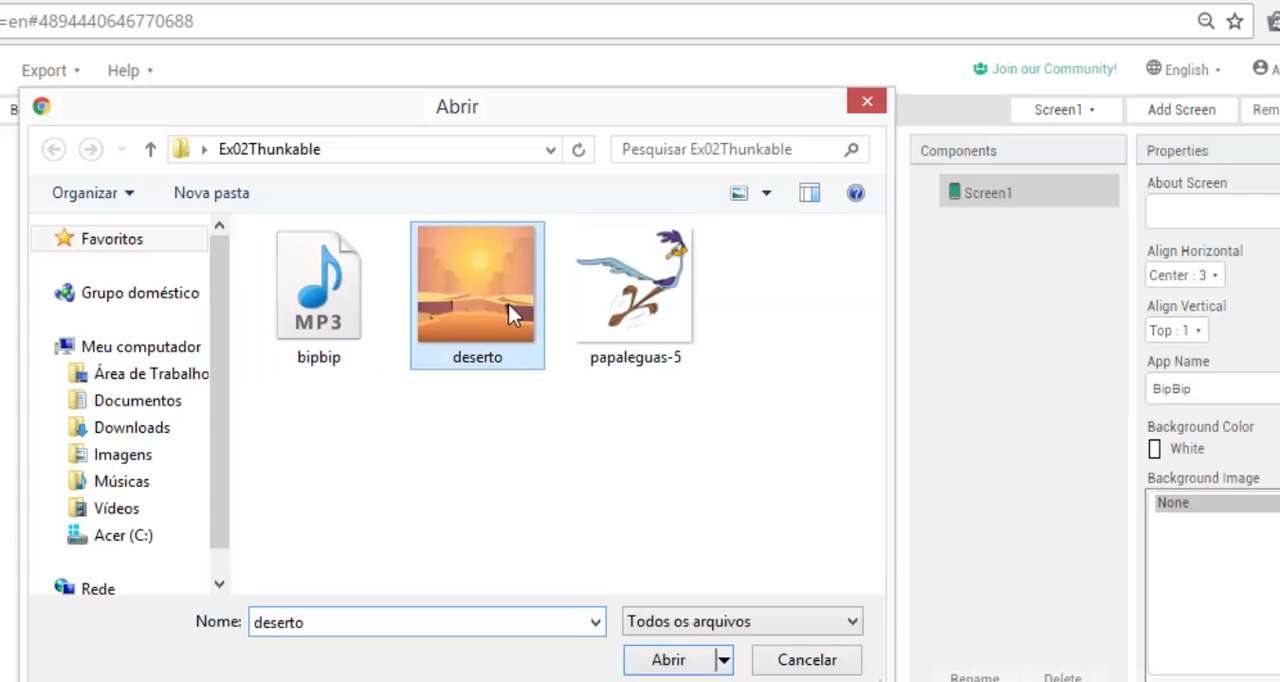 =en#4894440646770688
Export Help Join our Community! English
Abrir Screen1 Add Screen
Ex02Thunkable Pesquisar Ex02Thunkable Components Properties
Organizar Nova pasta Screen1 About Screen
Favoritos
MP3
bipbip deserto papaleguas-5
Grupo doméstico
Meu computador
Área de Trabalho
Documentos
Downloads
Imagens
Músicas
Vídeos
Acer (C:)
Rede
Nome: deserto Todos os arquivos
Abrir Cancelar
Align Horizontal
Center : 3
Align Vertical
Top : 1
App Name
BipBip
Background Color
White
Background Image
None
Rename Delete